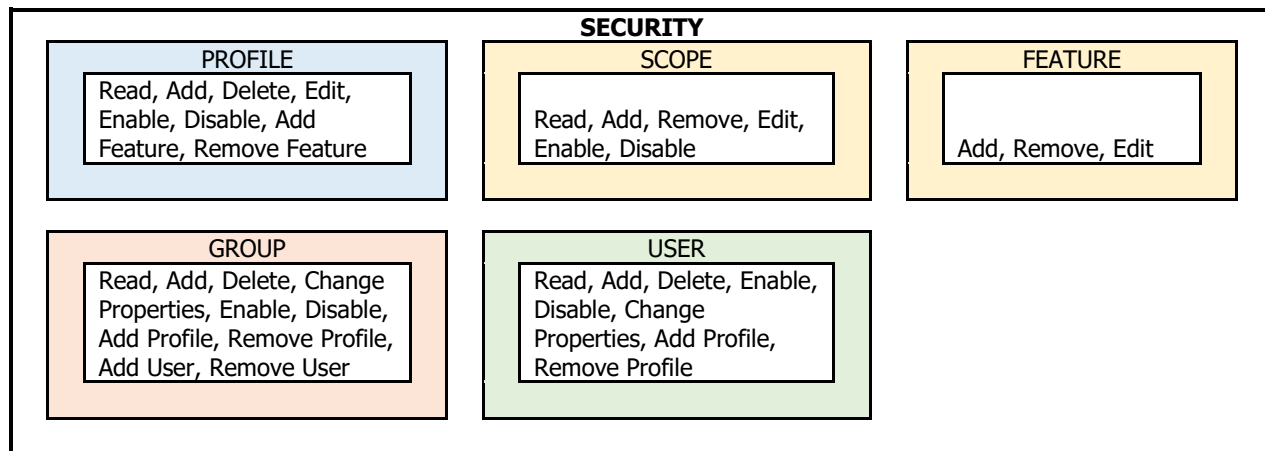 SECURITY
PROFILE
Read, Add, Delete, Edit,
Enable, Disable, Add
Feature, Remove Feature
SCOPE
Read, Add, Remove, Edit,
Enable, Disable
FEATURE
Add, Remove, Edit
GROUP
Read, Add, Delete, Change
Properties, Enable, Disable,
Add Profile, Remove Profile,
Add User, Remove User
USER
Read, Add, Delete, Enable,
Disable, Change
Properties, Add Profile,
Remove Profile